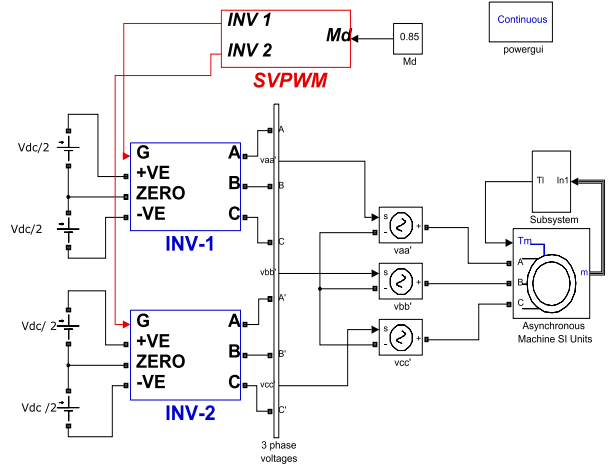 INV 1
INV 2
Md
SVPWM
0.85
Md
Continuous
powergui
Vdc/2
Vdc/2
G
+VE
ZERO
-VE
A
B
C
INV-1
A
vaa'
B
C
vbb'
A'
B'
vcc'
C'
3 phase
voltages
s
-
+
vaa'
s
-
+
vbb'
s
-
+
vcc'
Tl
In1
Subsystem
Tm
A
B
C
m
Asynchronous
Machine SI Units
Vdc/ 2
Vdc /2
G
+VE
ZERO
-VE
A
B
C
INV-2